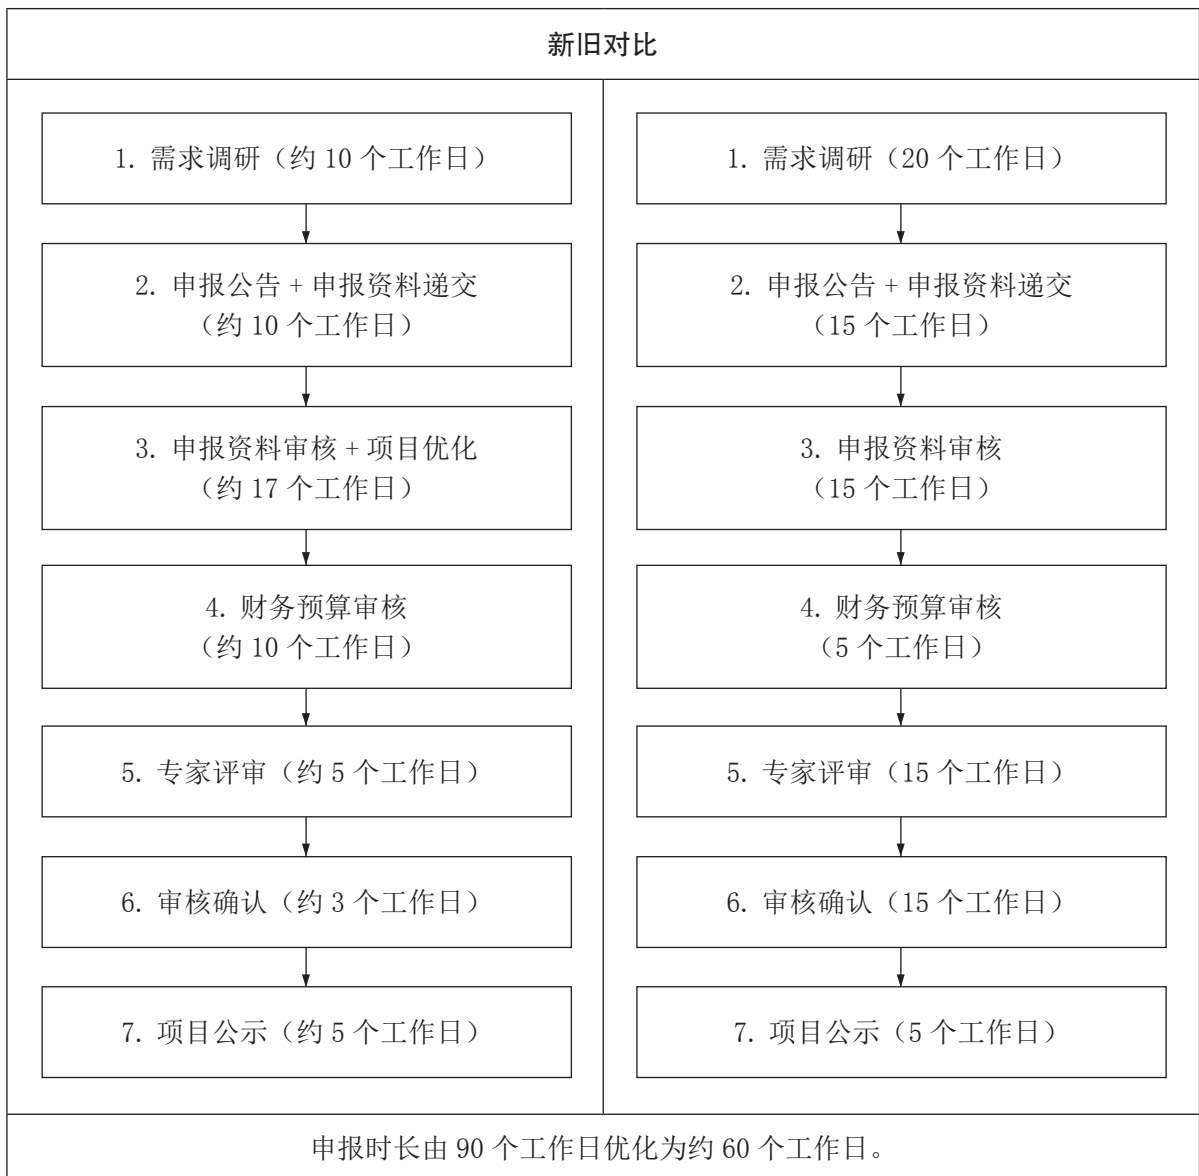 新旧对比
1. 需求调研（约 10 个工作日）
2. 申报公告 + 申报资料递交
（约 10 个工作日）
3. 申报资料审核 + 项目优化
（约 17 个工作日）
4. 财务预算审核
（约 10 个工作日）
5. 专家评审（约 5 个工作日）
6. 审核确认（约 3 个工作日）
7. 项目公示（约 5 个工作日）
1. 需求调研（20 个工作日）
2. 申报公告 + 申报资料递交
（15 个工作日）
3. 申报资料审核
（15 个工作日）
4. 财务预算审核
（5 个工作日）
5. 专家评审（15 个工作日）
6. 审核确认（15 个工作日）
7. 项目公示（5 个工作日）
申报时长由 90 个工作日优化为约 60 个工作日。